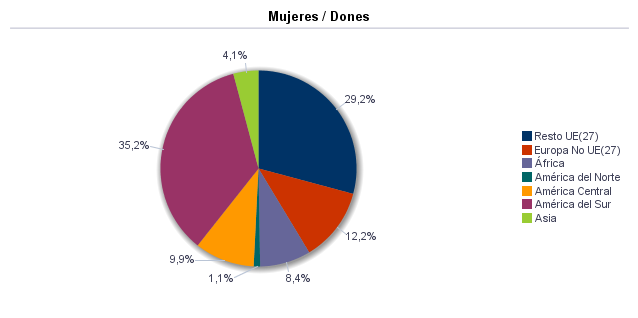 Mujeres / Dones
4,1%
29,2%
35,2%
12,2%
9,9%
1,1%
8,4%
Resto UE(27)
Europa No UE(27)
África
América del Norte
América Central
América del Sur
Asia